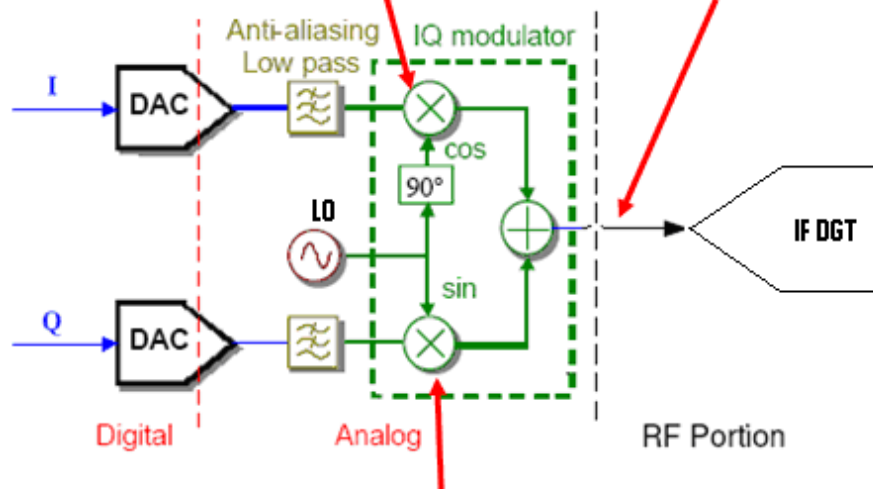 Anti-aliasing
Low pass
IQ modulator
I
DAC
cos
90°
LO
IF DGT
sin
Q
DAC
Digital
Analog
RF Portion